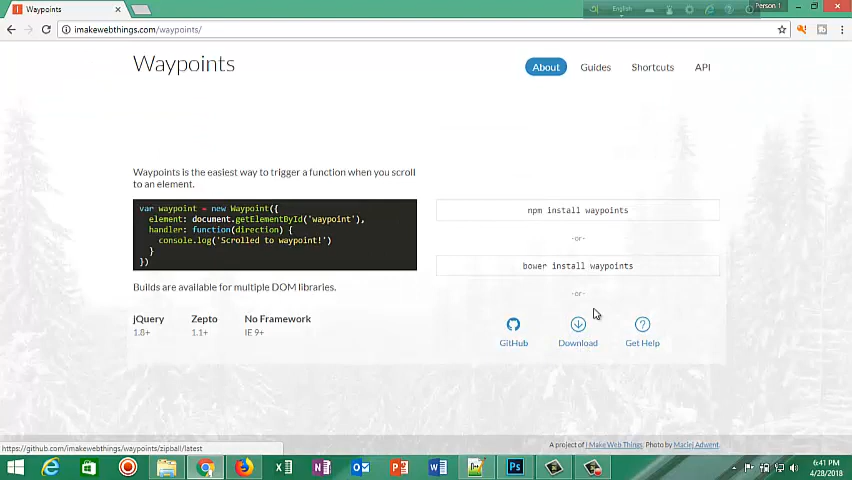 Waypoints
English
Person 1
imakewebthings.com/waypoints/
Waypoints
About
Guides
Shortcuts
API
Waypoints is the easiest way to trigger a function when you scroll
to an element.
var waypoint = new Waypoint({
element: document.getElementById('waypoint'),
handler: function(direction) {
console.log('Scrolled to waypoint!')
}
})
npm install waypoints
-or-
bower install waypoints
-or-
Builds are available for multiple DOM libraries.
jQuery
1.8+
Zepto
1.1+
No Framework
IE 9+
GitHub
Download
Get Help
https://github.com/imakewebthings/waypoints/zipball/latest
A project of I Make Web Things. Photo by Maciej Adwent.
6:41 PM
4/28/2018